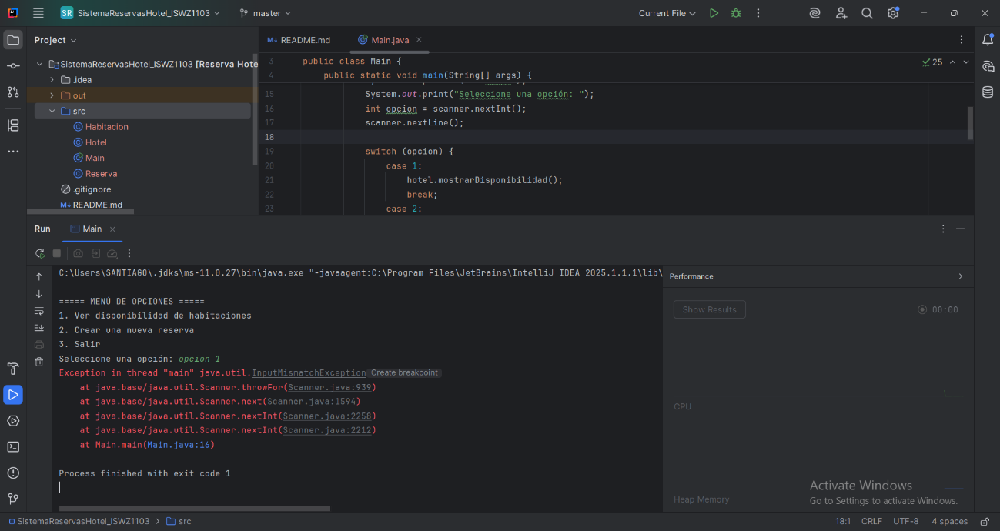 SR SistemaReservasHotel_ISWZ1103 master Current File
Project
README.md Main.java
SistemaReservasHotel_ISWZ1103 [Reserva Hote
.idea
out
src
Habitacion
Hotel
Main
Reserva
.gitignore
README.md
25
3 public class Main {
4 public static void main(String[] args) {
15 System.out.print("Seleccione una opción: ");
16 int opcion = scanner.nextInt();
17 scanner.nextLine();
18
19 switch (opcion) {
20 case 1:
21 hotel.mostrarDisponibilidad();
22 break;
23 case 2:
Run Main
C:\Users\SANTIAGO\.jdks\ms-11.0.27\bin\java.exe "-javaagent:C:\Program Files\JetBrains\IntelliJ IDEA 2025.1.1.1\lib\
===== MENÚ DE OPCIONES =====
1. Ver disponibilidad de habitaciones
2. Crear una nueva reserva
3. Salir
Seleccione una opción: opcion 1
Exception in thread "main" java.util.InputMismatchException Create breakpoint
at java.base/java.util.Scanner.throwFor(Scanner.java:939)
at java.base/java.util.Scanner.next(Scanner.java:1594)
at java.base/java.util.Scanner.nextInt(Scanner.java:2258)
at java.base/java.util.Scanner.nextInt(Scanner.java:2212)
at Main.main(Main.java:16)
Process finished with exit code 1
Performance
Show Results 00:00
CPU
Heap Memory
Activate Windows
Go to Settings to activate Windows.
SistemaReservasHotel_ISWZ1103 > src 18:1 CRLF UTF-8 4 spaces